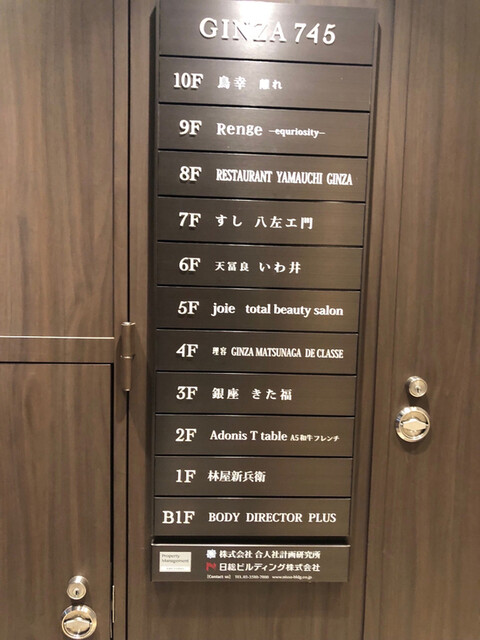 GINZA 745
10F 鳥幸 離れ
9F Renge -equriosity-
8F RESTAURANT YAMAUCHI GINZA
7F すし 八左エ門
6F 天冨良 いわ井
5F joie total beauty salon
4F 理容 GINZA MATSUNAGA DE CLASSE
3F 銀座 きた福
2F Adonis T table A5和牛フレンチ
1F 林屋新兵衛
B1F BODY DIRECTOR PLUS
Property Management
株式会社 合人社計画研究所
日総ビルディング株式会社
[Contact us]